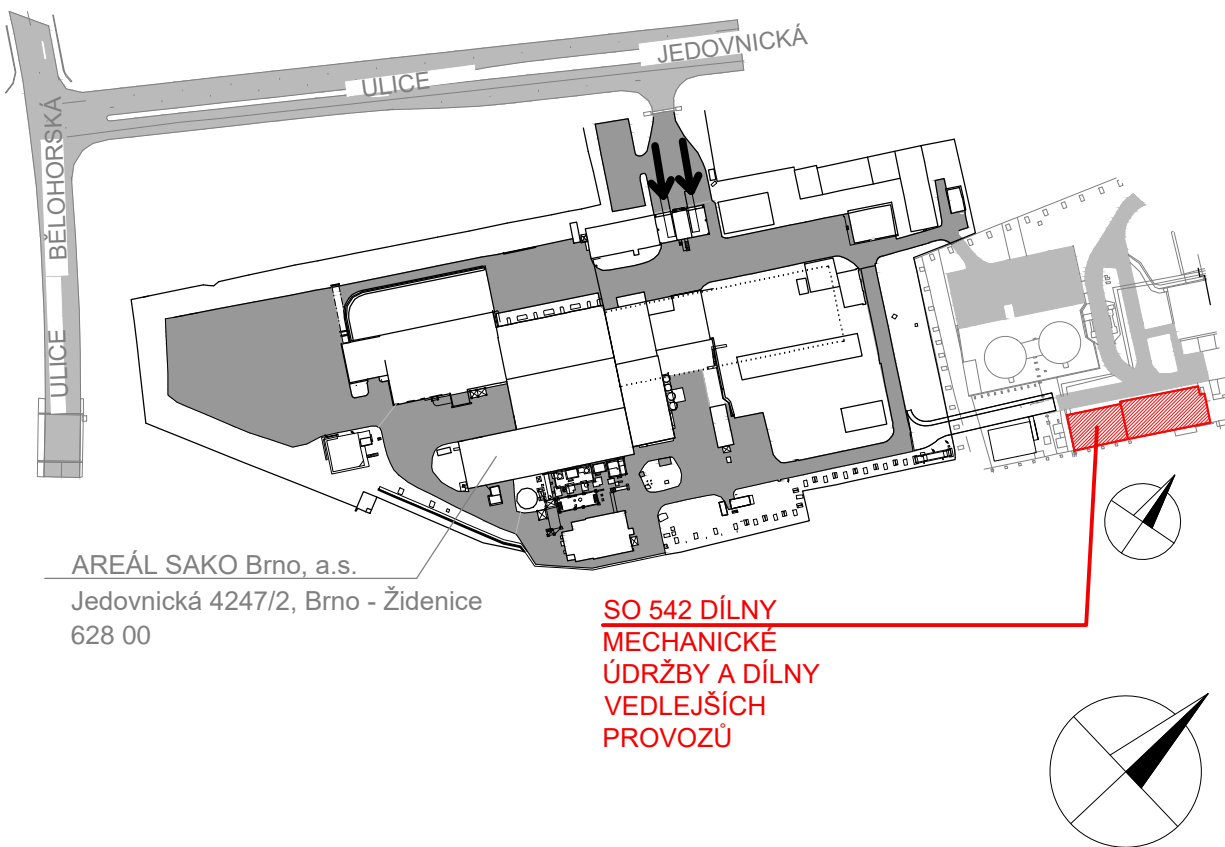 JEDOVNICKÁ
ULICE
BĚLOHORSKÁ
ULICE
AREÁL SAKO Brno, a.s.
Jedovnická 4247/2, Brno - Židenice
628 00
SO 542 DÍLNY
MECHANICKÉ
ÚDRŽBY A DÍLNY
VEDLEJŠÍCH
PROVOZŮ